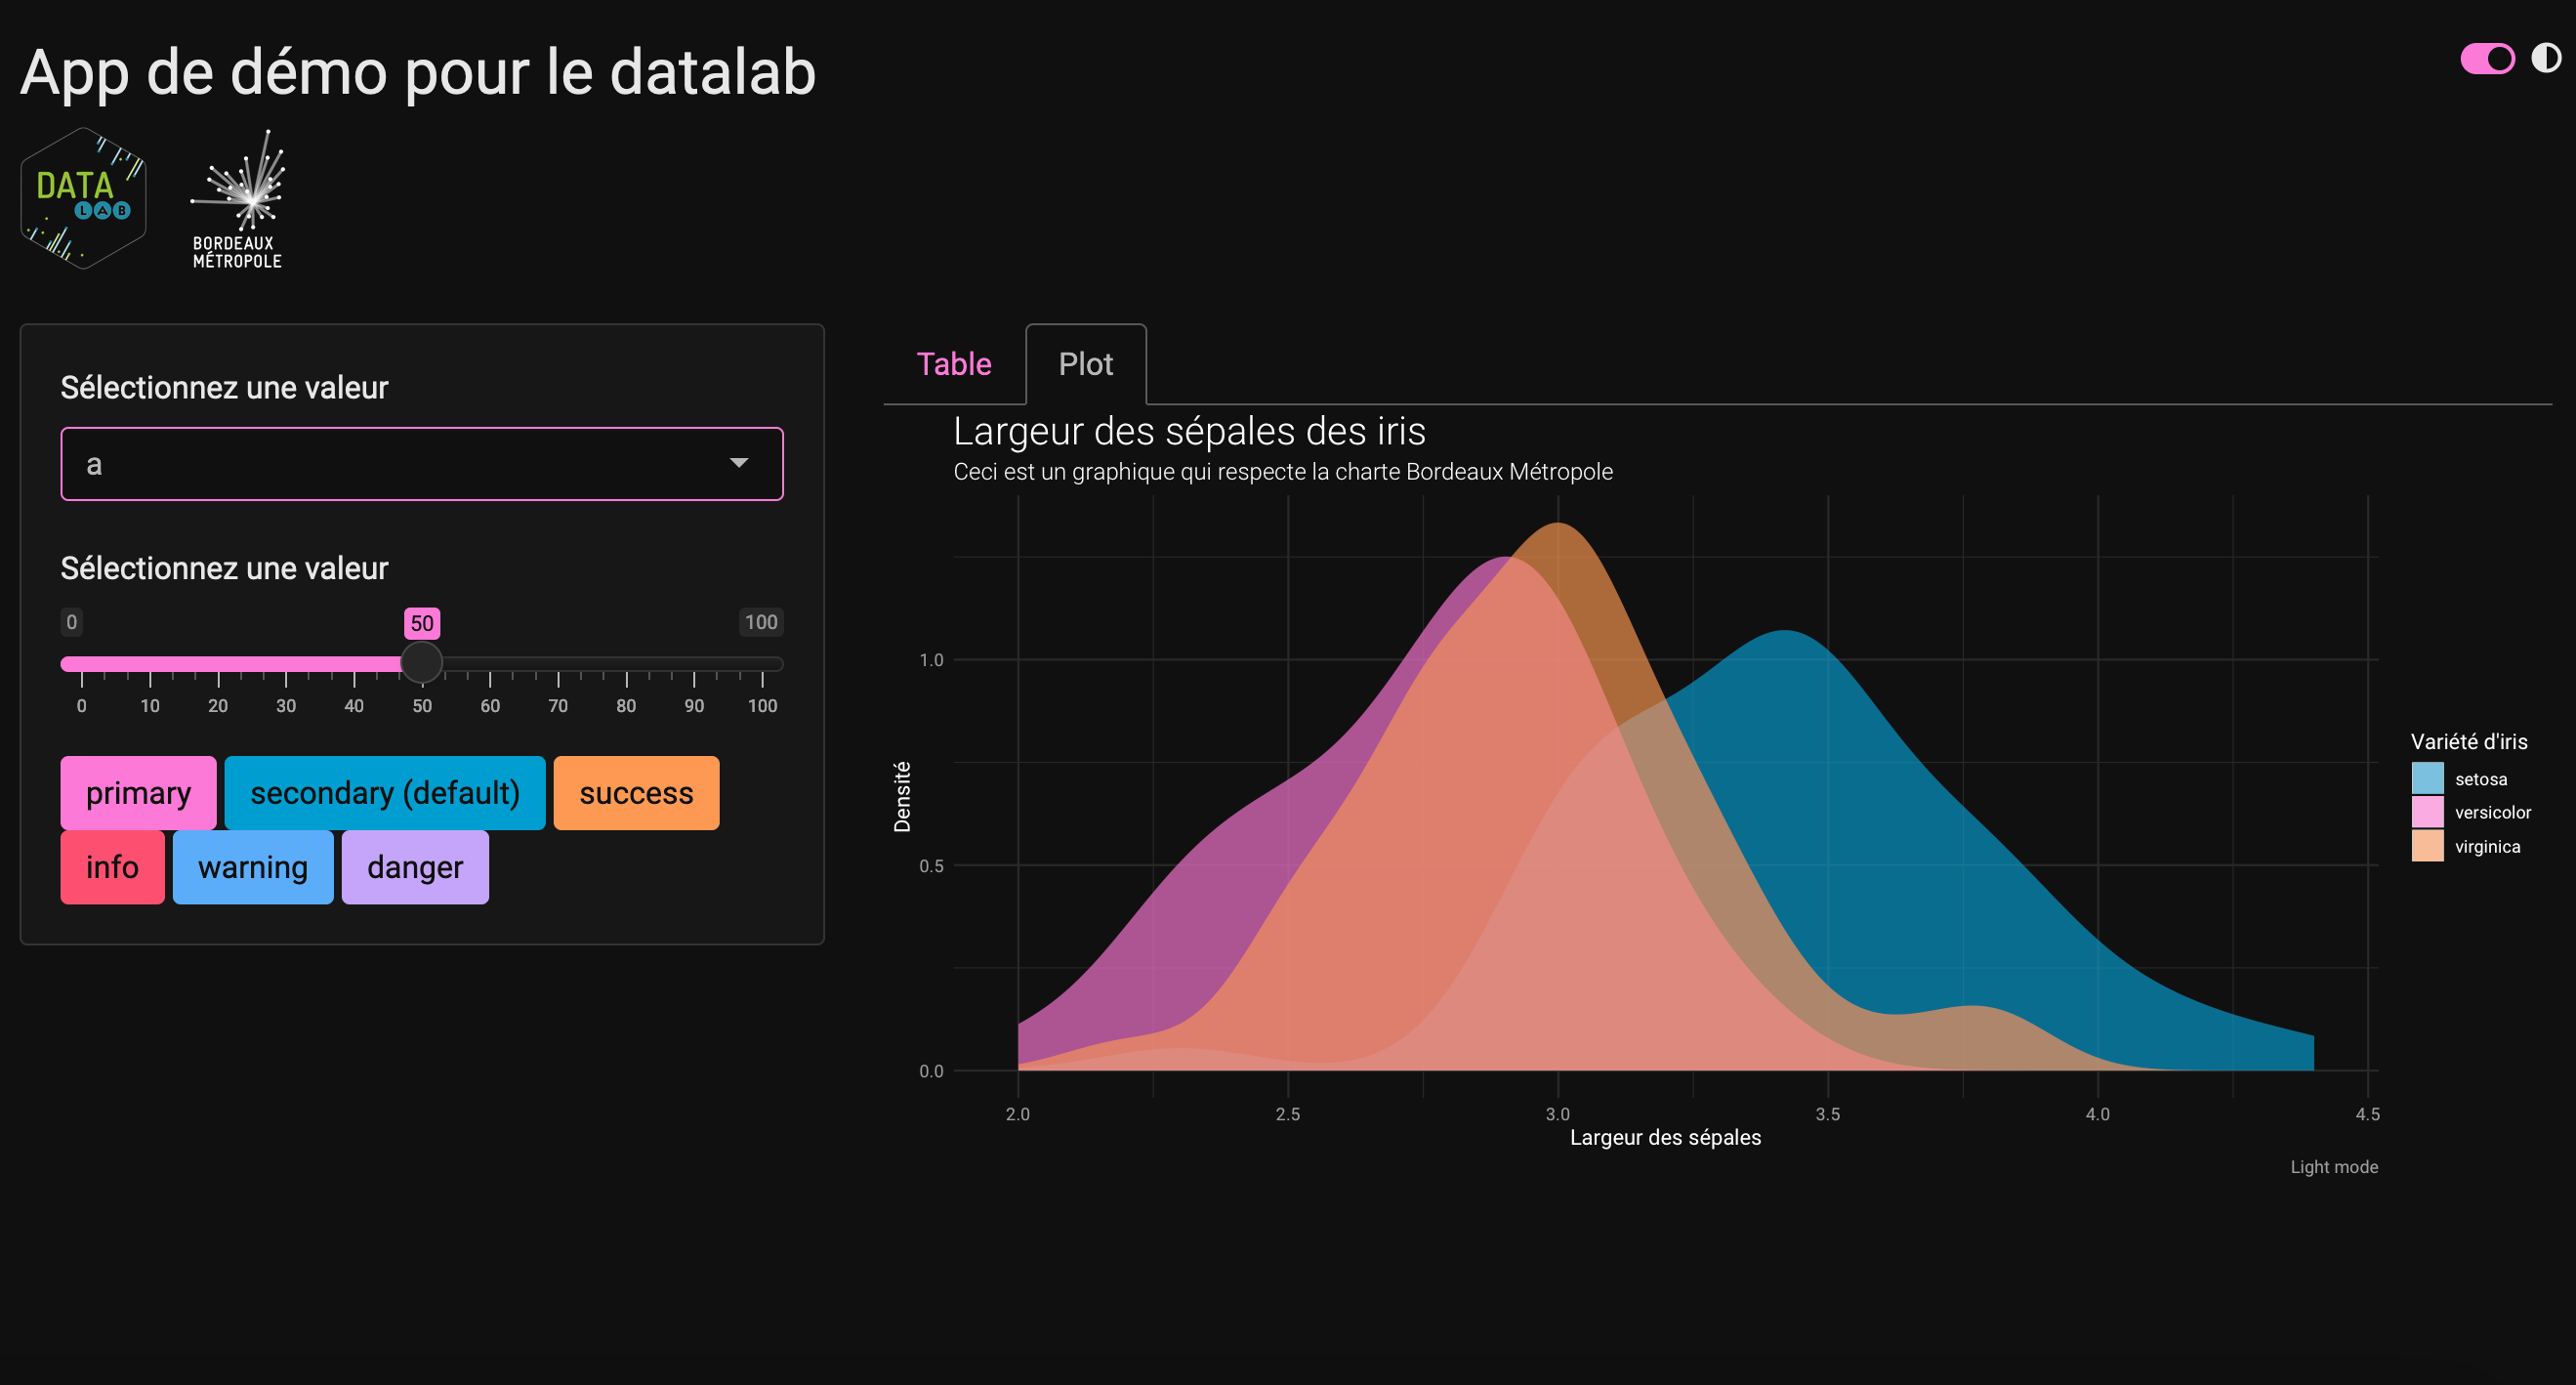 App de démo pour le datalab
DATA
LAB
BORDEAUX
MÉTROPOLE
Sélectionnez une valeur
a
Sélectionnez une valeur
0 50 100
0 10 20 30 40 50 60 70 80 90 100
primary secondary (default) success
info warning danger
Table Plot
Largeur des sépales des iris
Ceci est un graphique qui respecte la charte Bordeaux Métropole
Densité
1.0
0.5
0.0
2.0 2.5 3.0 3.5 4.0 4.5
Largeur des sépales
Light mode
Variété d'iris
setosa
versicolor
virginica